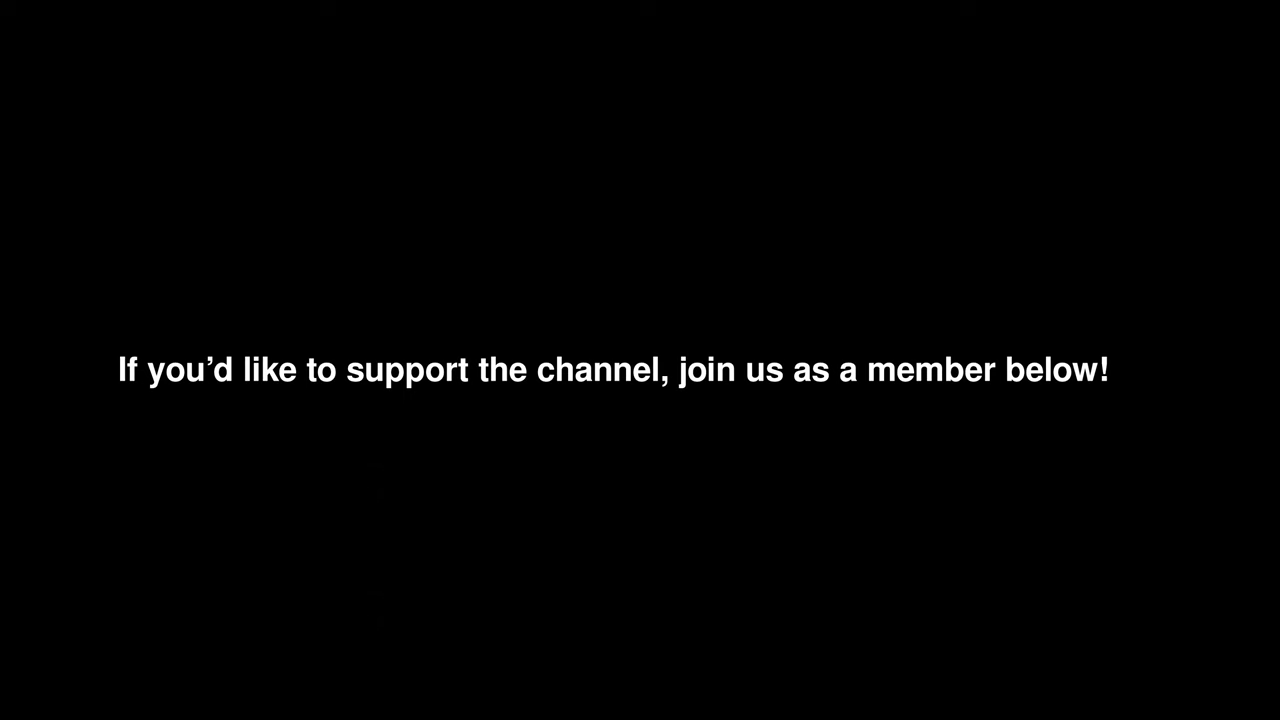 If you’d like to support the channel, join us as a member below!